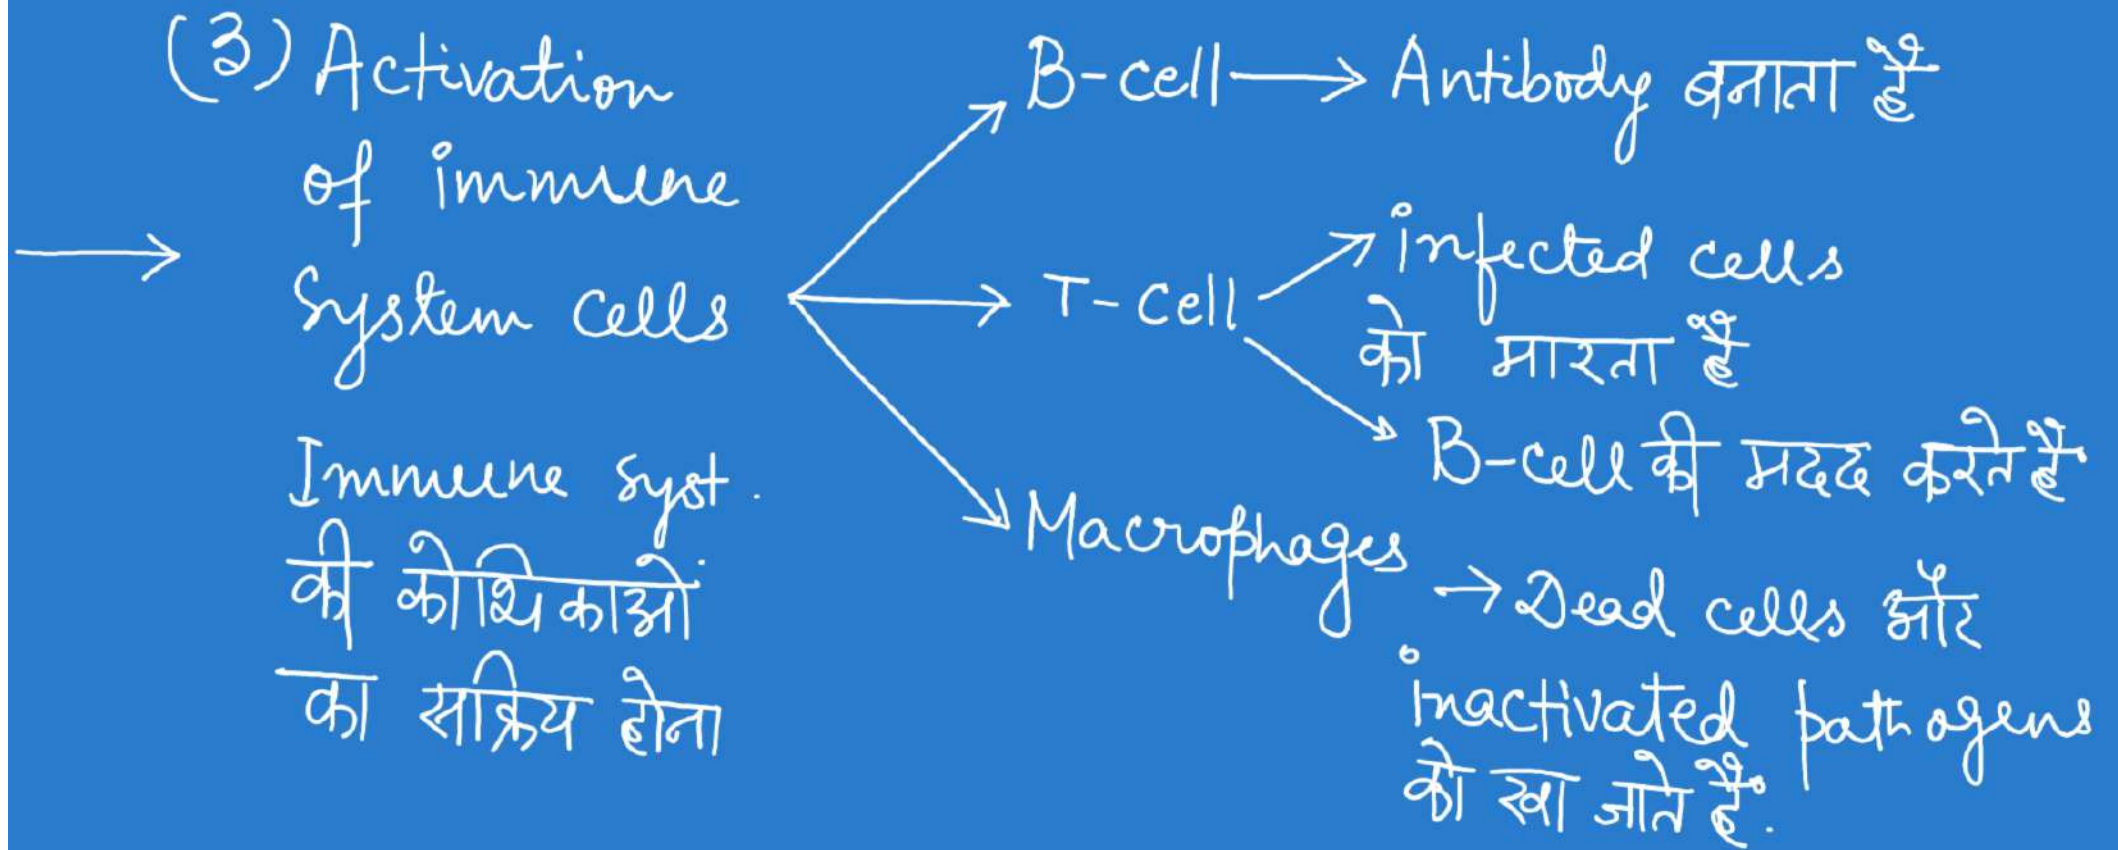 (3) Activation
of immune
System cells
Immune syst.
की कोशिकाओं
का सक्रिय होना
B-cell → Antibody बनाता है
T-cell
infected cells
को मारता है
B-cell की मदद करते है
Macrophages
→ Dead cells और
inactivated pathogens
को खा जाते हैं.